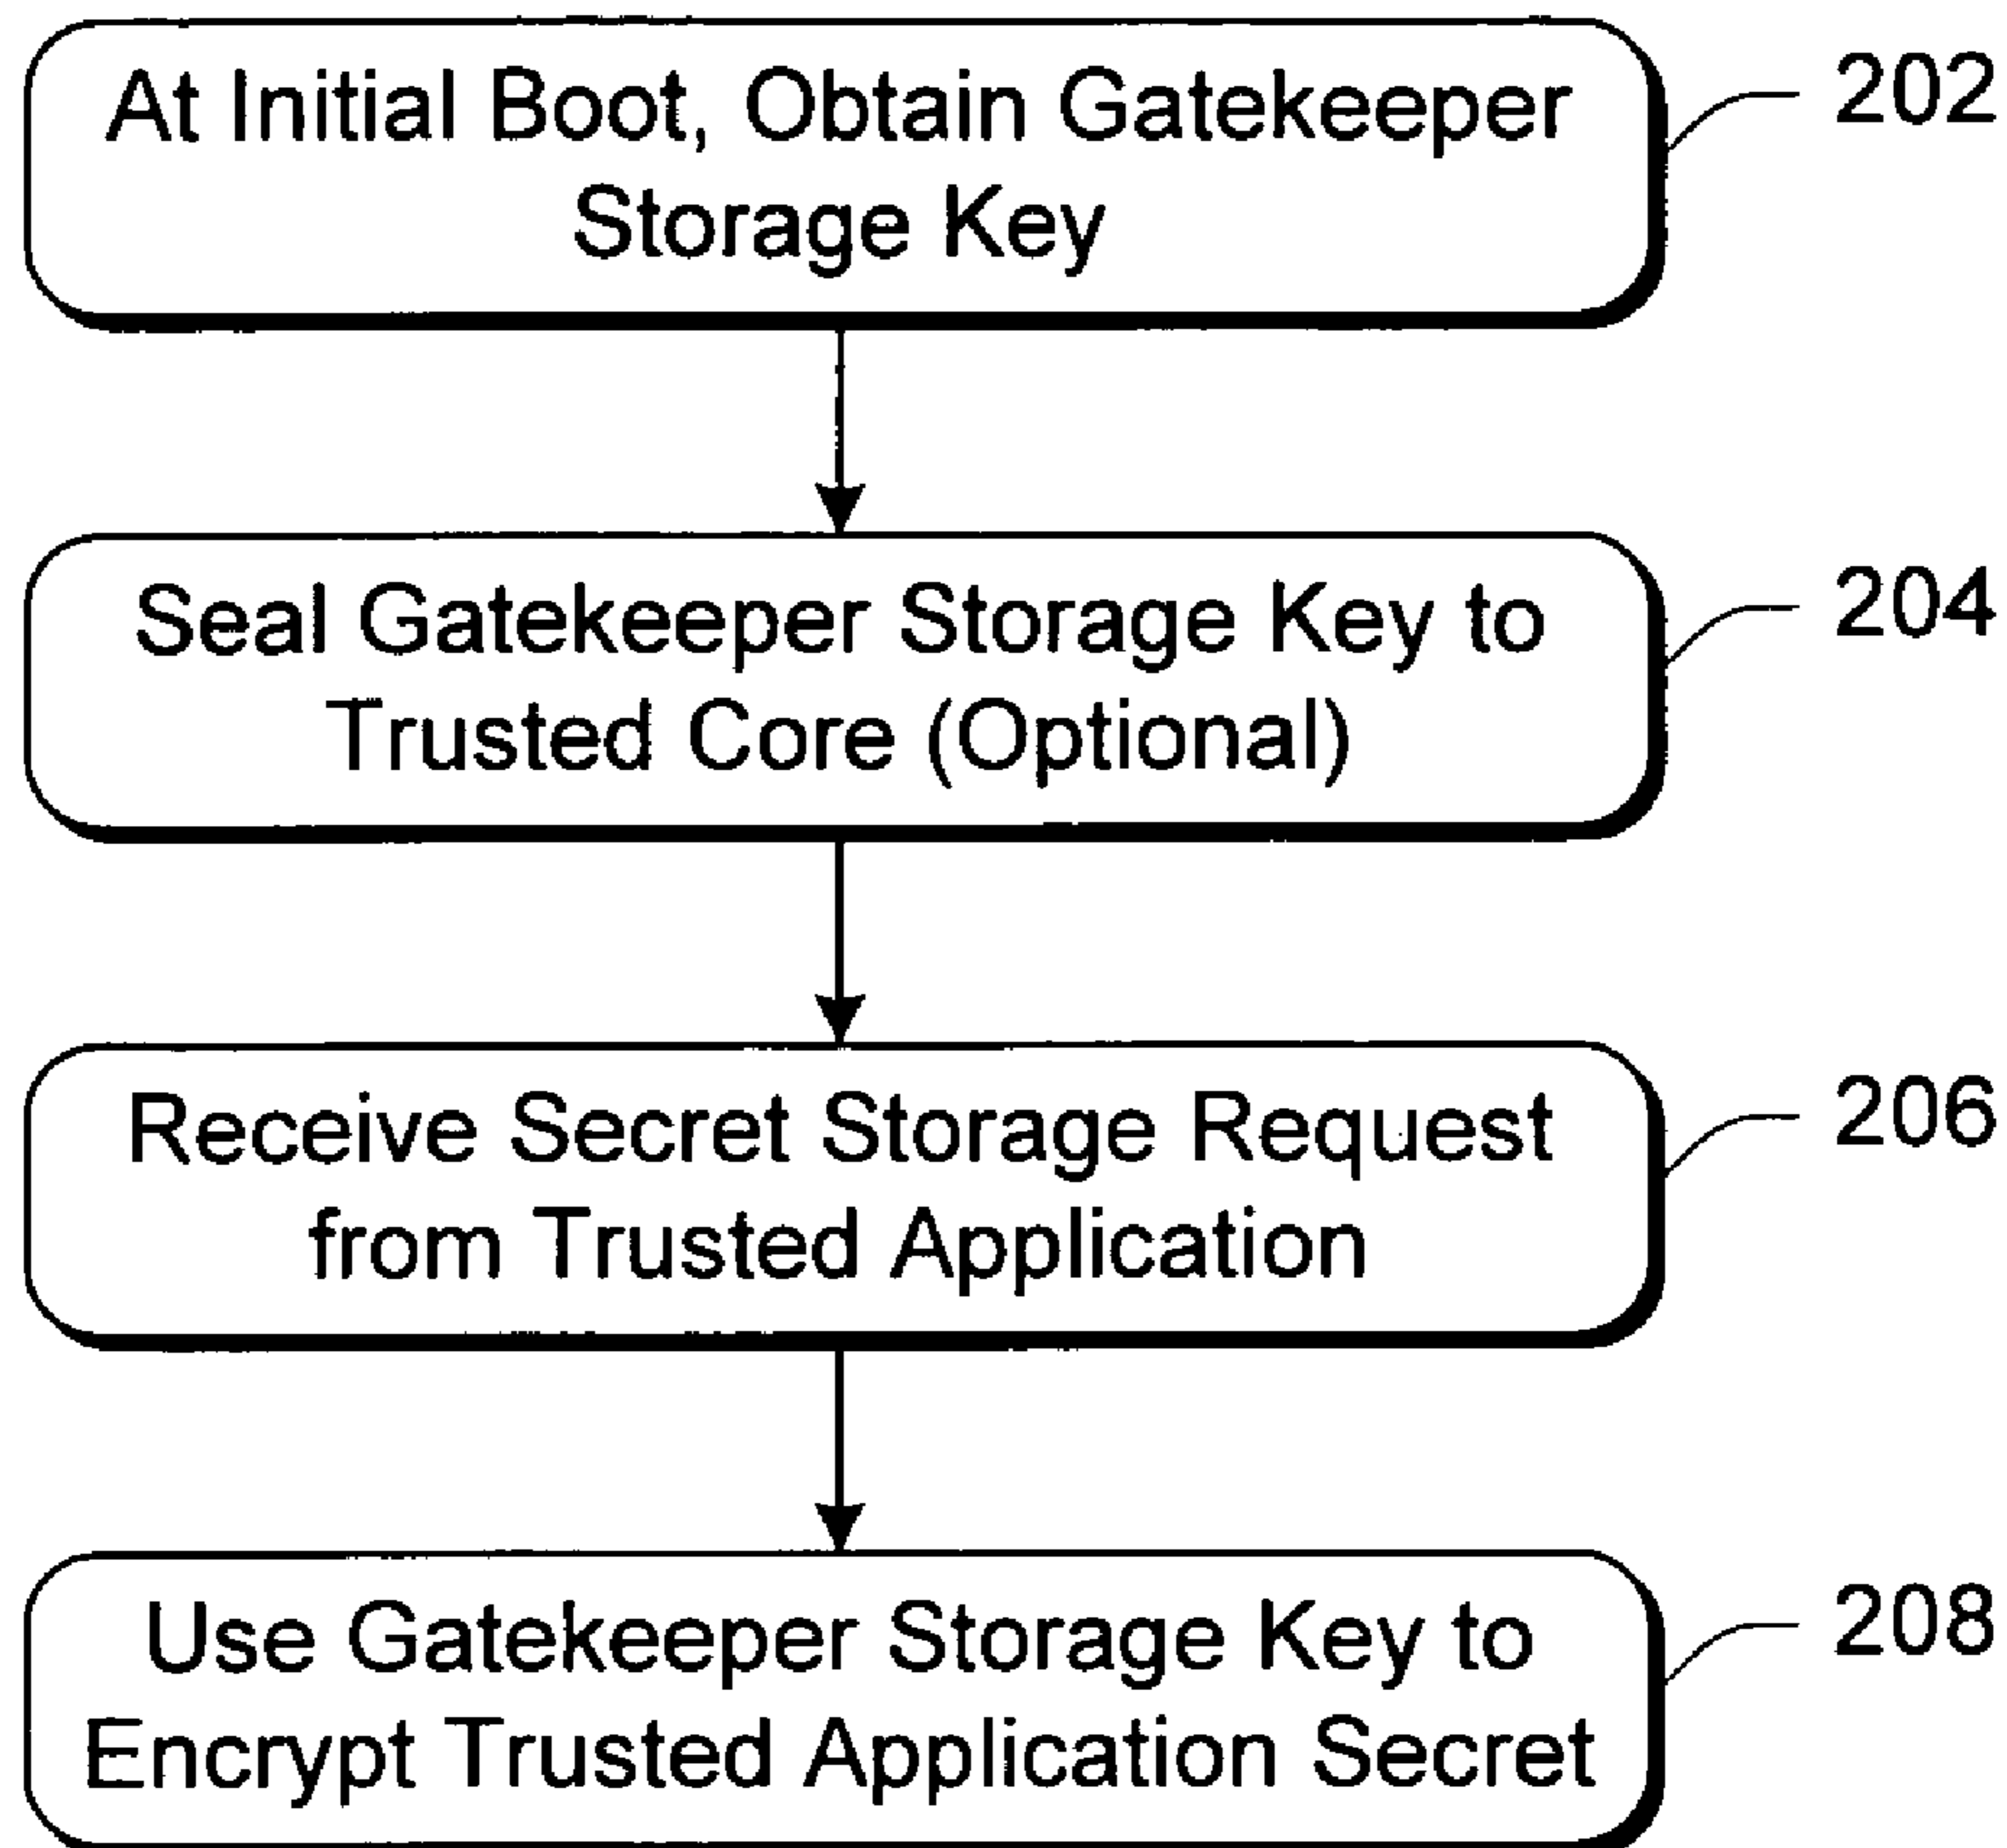 At Initial Boot, Obtain Gatekeeper
Storage Key
202
Seal Gatekeeper Storage Key to
Trusted Core (Optional)
204
Receive Secret Storage Request
from Trusted Application
206
Use Gatekeeper Storage Key to
Encrypt Trusted Application Secret
208